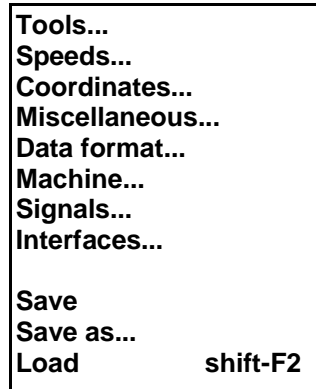 Tools...
Speeds...
Coordinates...
Miscellaneous...
Data format...
Machine...
Signals...
Interfaces...
Save
Save as...
Load shift-F2